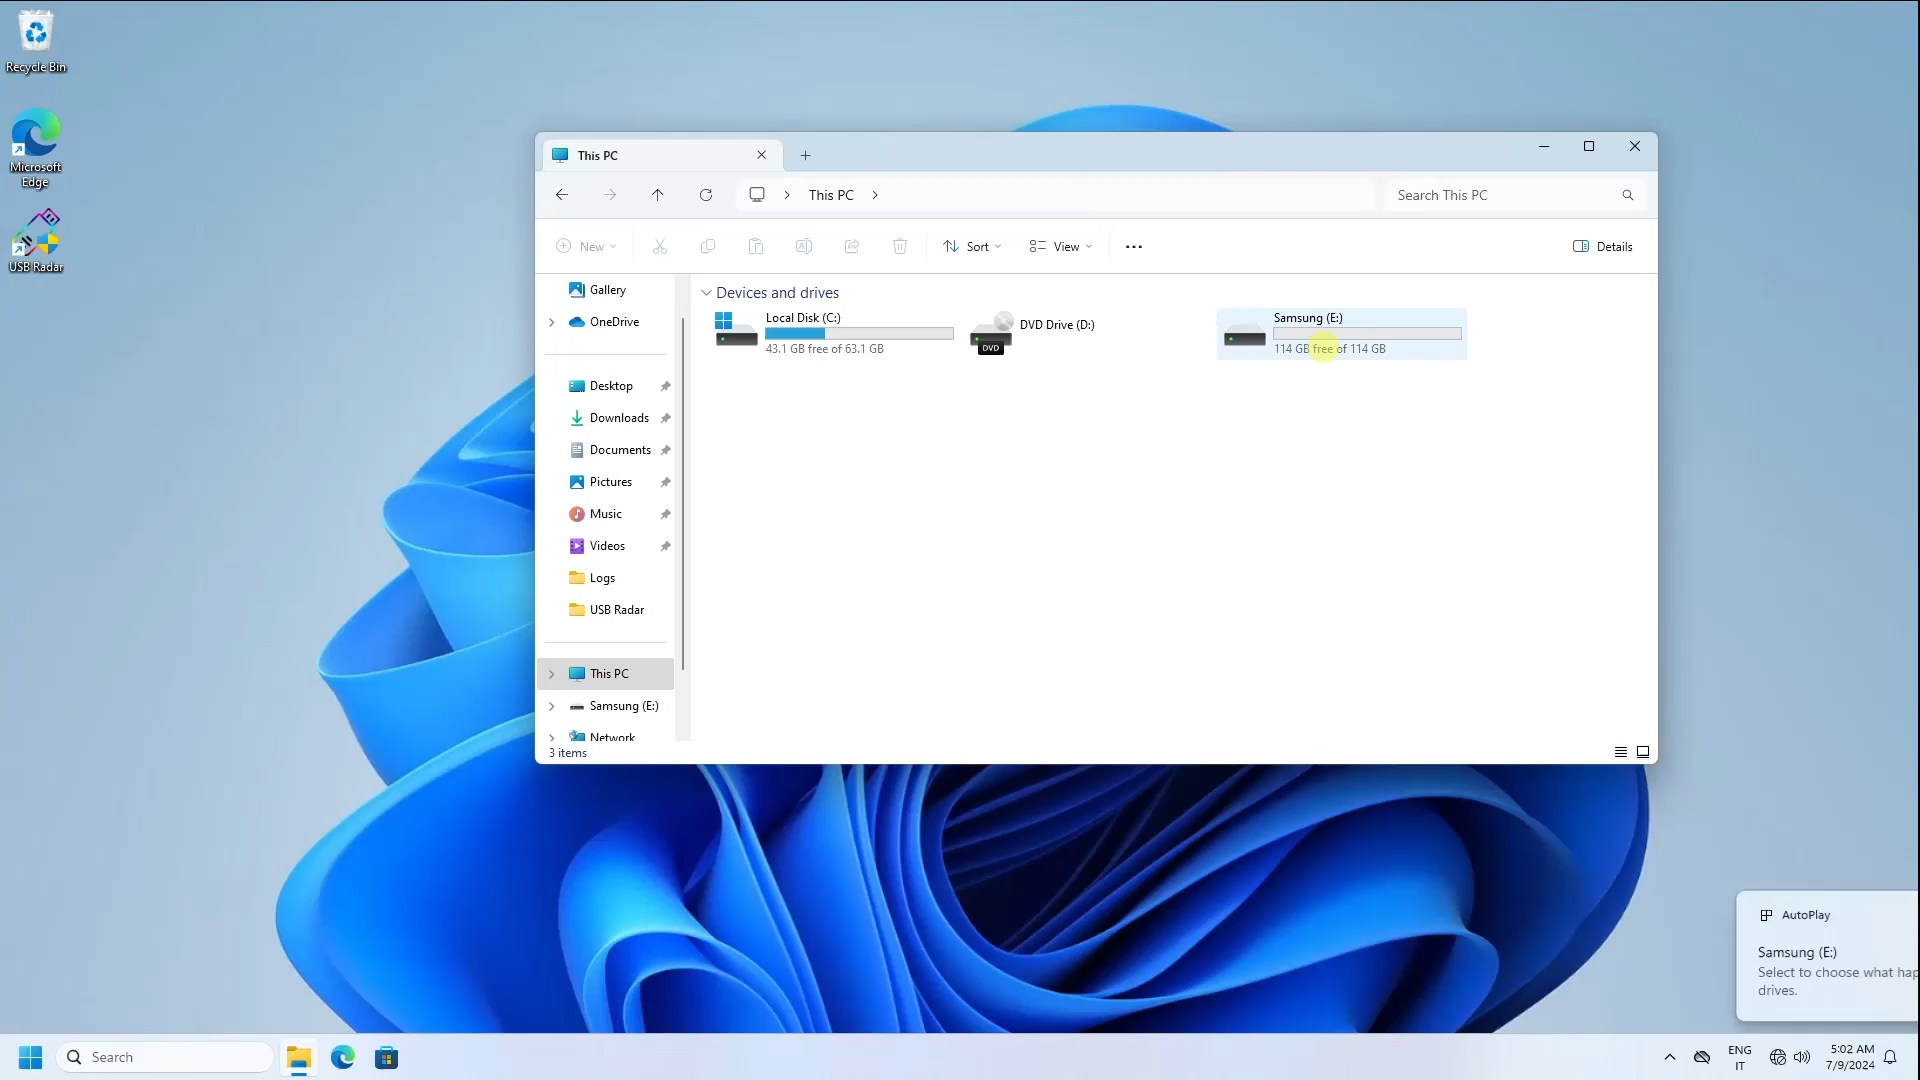 Recycle Bin
Microsoft
Edge
USB Radar
This PC
This PC
Search This PC
New
Sort
View
Details
Gallery
OneDrive
Desktop
Downloads
Documents
Pictures
Music
Videos
Logs
USB Radar
This PC
Samsung (E:)
Network
3 items
Devices and drives
Local Disk (C:)
43.1 GB free of 63.1 GB
DVD Drive (D:)
DVD
Samsung (E:)
114 GB free of 114 GB
AutoPlay
Samsung (E:)
Select to choose what hap
drives.
Search
ENG
IT
5:02 AM
7/9/2024